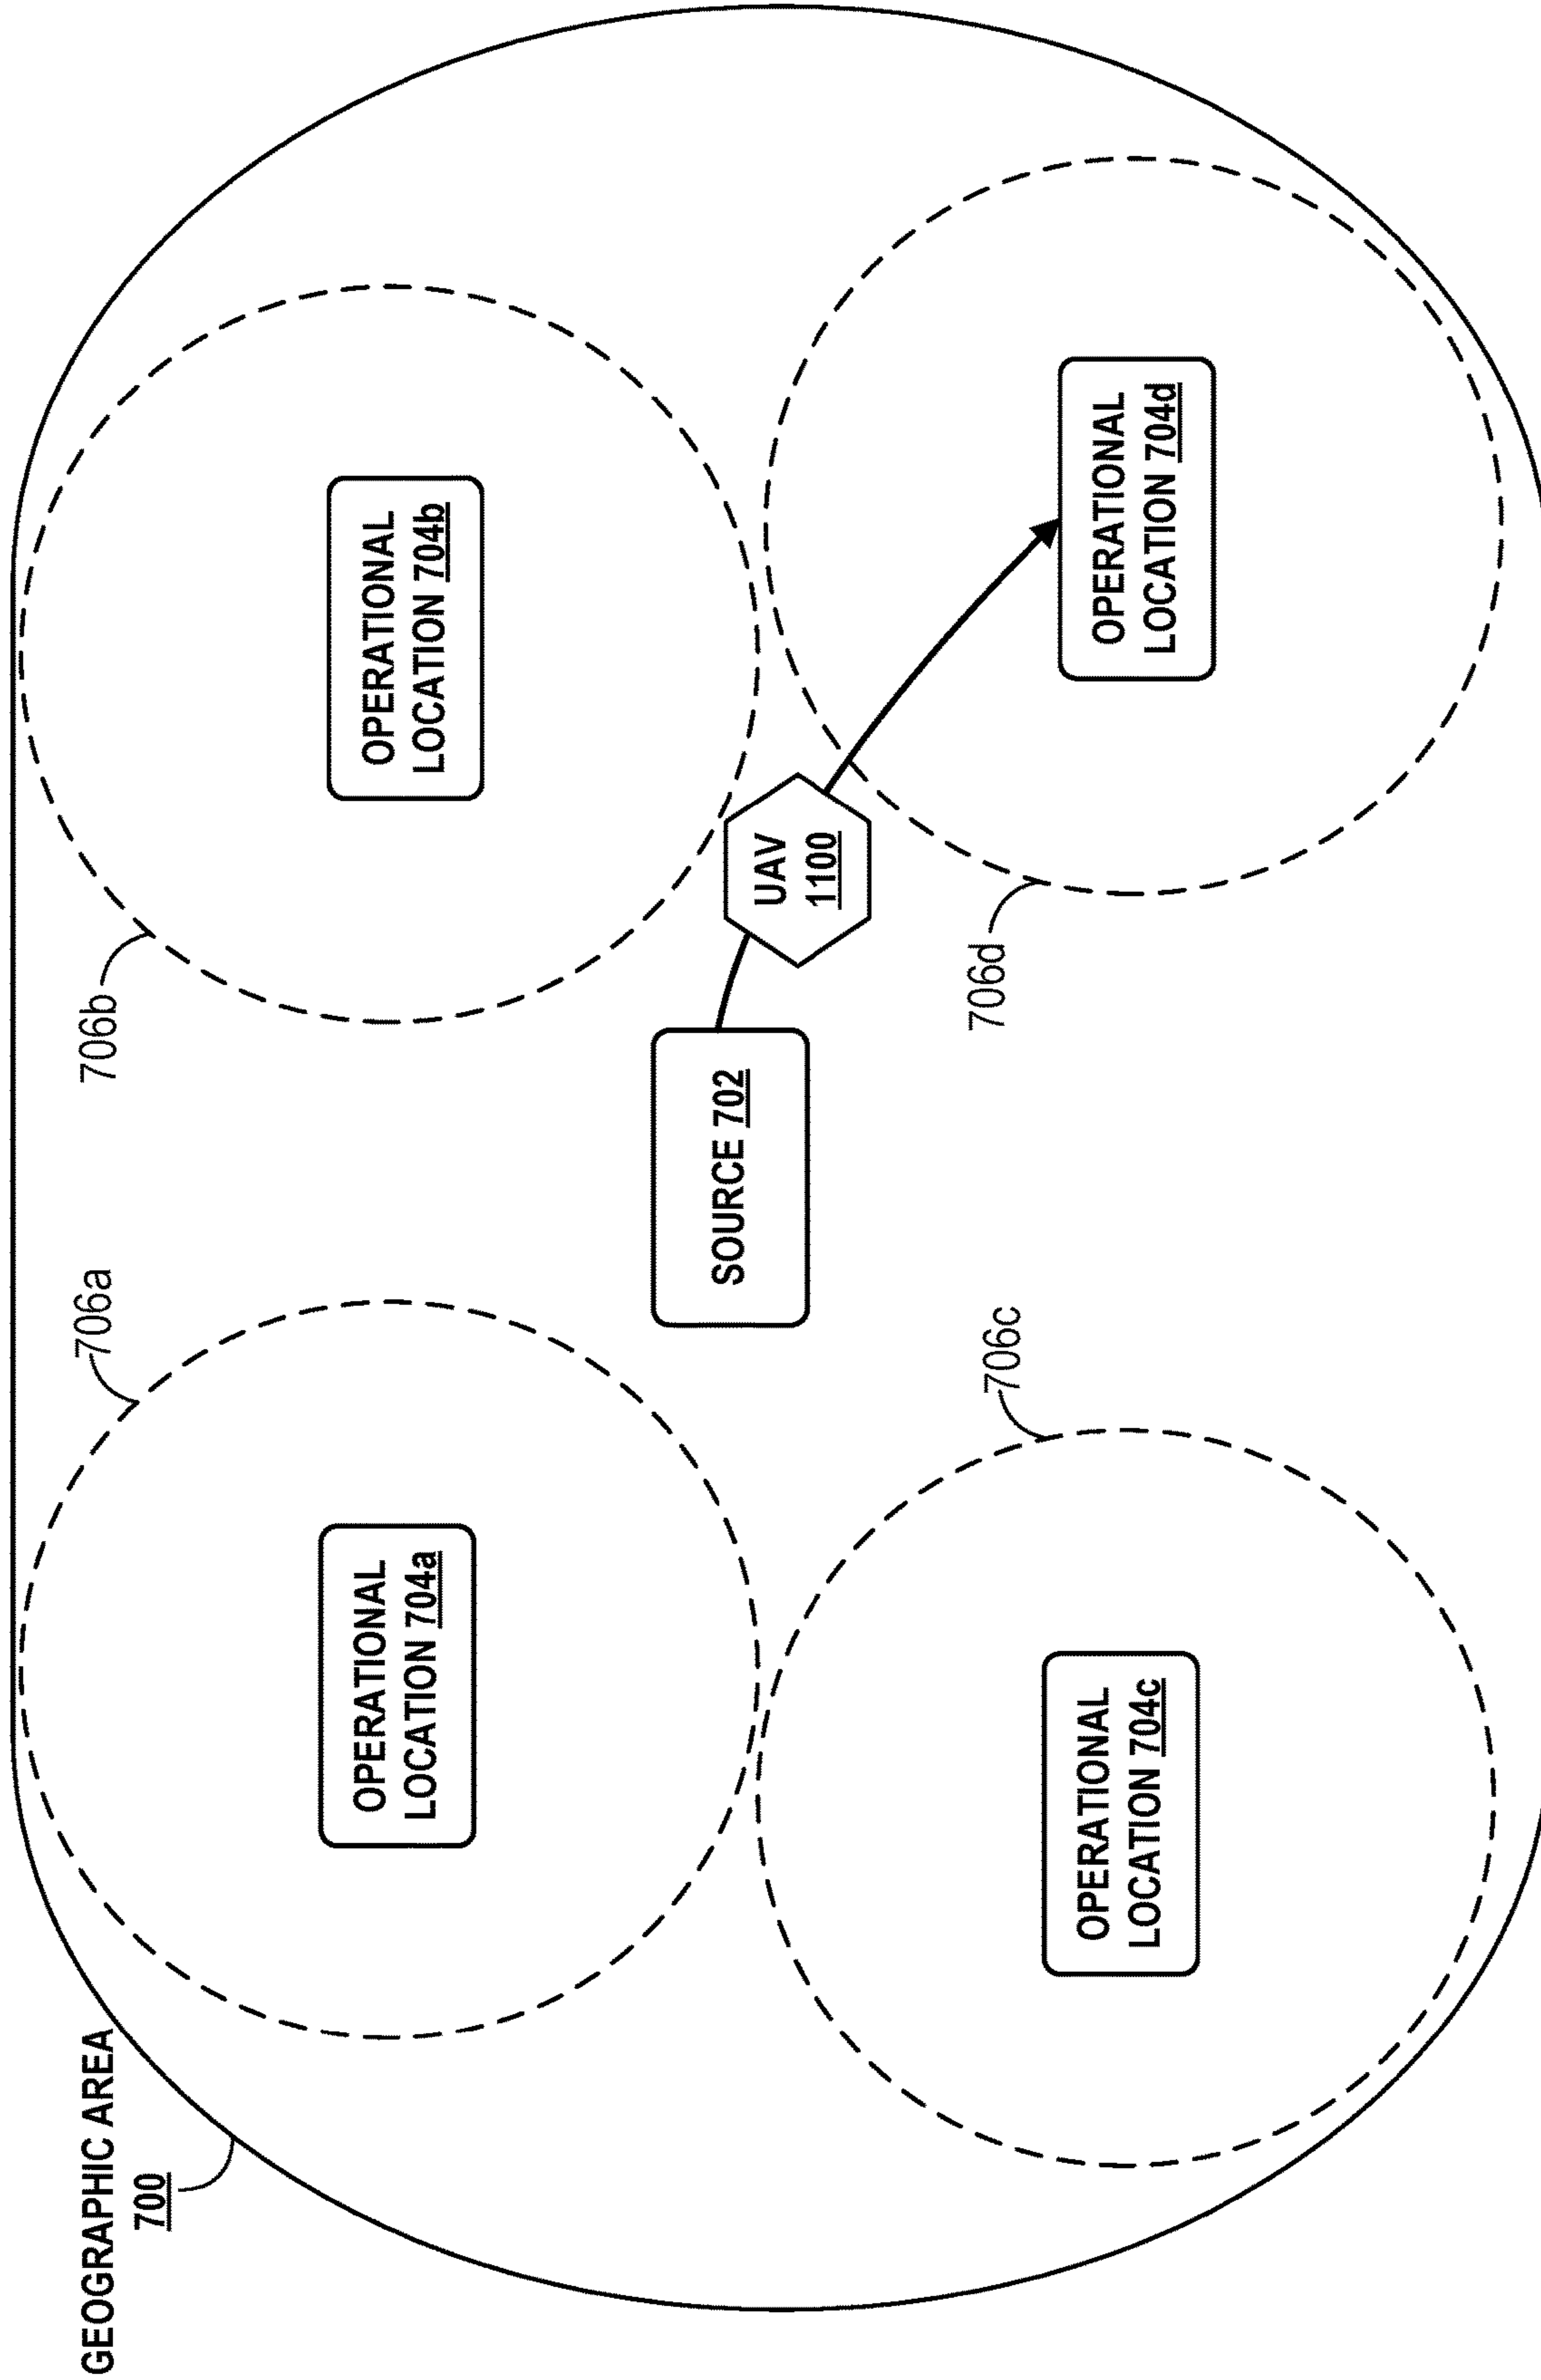 GEOGRAPHIC AREA
700
706a
706b
OPERATIONAL
LOCATION 704a
OPERATIONAL
LOCATION 704b
SOURCE 702
UAV
1100
706c
706d
OPERATIONAL
LOCATION 704c
OPERATIONAL
LOCATION 704d